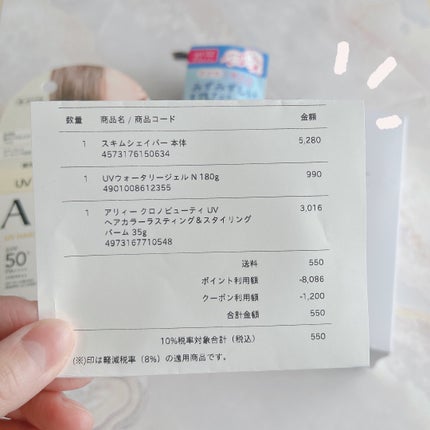 数量 商品名 / 商品コード 金額
1 スキムシェイバー 本体 5,280
4573176150634
1 UVウォータリージェル N 180g 990
4901008612355
1 アリィー クロノビューティ UV 3,016
ヘアカラーラスティング&スタイリング
バーム 35g
4973167710548
送料 550
ポイント利用額 -8,086
クーポン利用額 -1,200
合計金額 550
10%税率対象合計（税込） 550
(※)印は軽減税率（8%）の適用商品です。
UV
A
SPF
50+